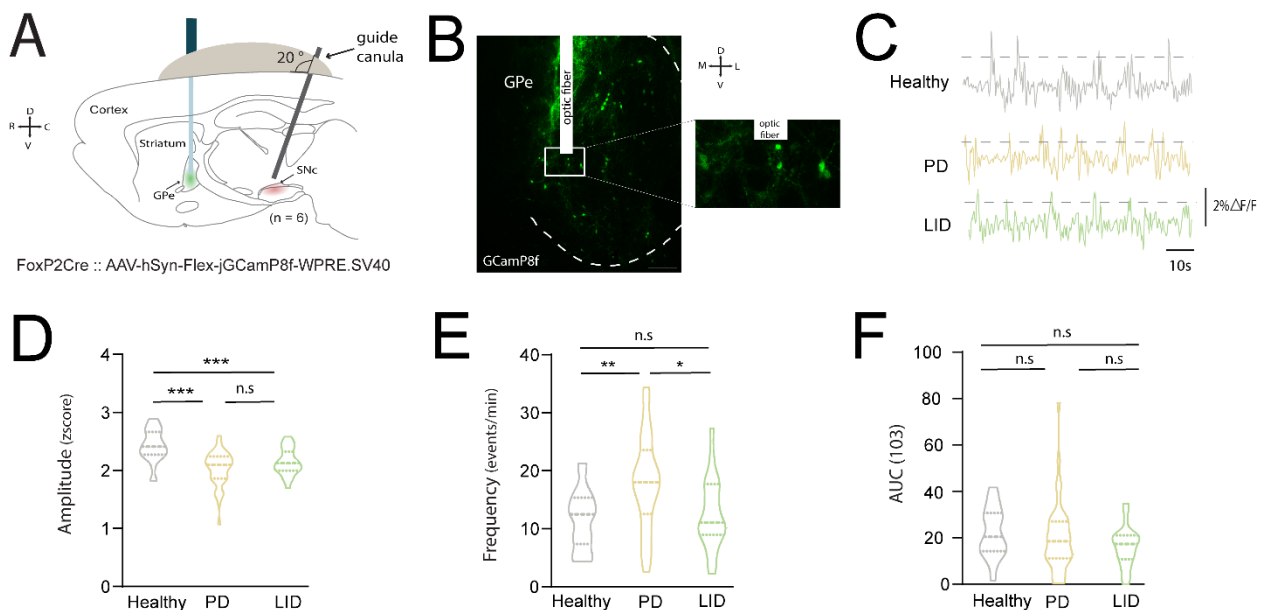 A
guide
canula
20 °
Cortex
D
R C
V
Striatum
GPe
SNc
(n = 6)
FoxP2Cre :: AAV-hSyn-Flex-jGCamP8f-WPRE.SV40
B
GPe
optic fiber
D
M L
V
optic
fiber
GCamP8f
C
Healthy
PD
LID
2%△F/F
10s
D
Amplitude (zscore)
4
3
2
1
0
***
***
n.s
Healthy PD LID
E
Frequency (events/min)
40
30
20
10
0
n.s
**
*
Healthy PD LID
F
AUC (103)
100
80
60
40
20
0
n.s
n.s
n.s
Healthy PD LID